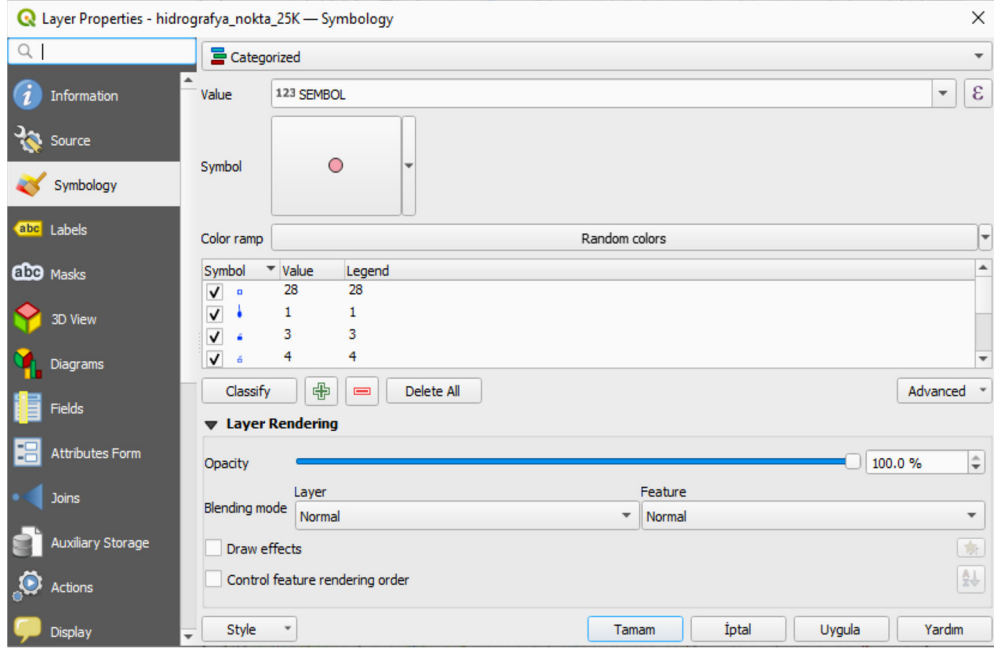 Layer Properties - hidrografya_nokta_25K — Symbology
Categorized
Information
Source
Symbology
abc Labels
abc Masks
3D View
Diagrams
Fields
Attributes Form
Joins
Auxiliary Storage
Actions
Display
Value 123 SEMBOL ε
Symbol
Color ramp Random colors
Symbol Value Legend
28 28
1 1
3 3
4 4
Classify Delete All Advanced
Layer Rendering
Opacity 100.0 %
Layer Feature
Blending mode Normal Normal
Draw effects
Control feature rendering order
Style Tamam İptal Uygula Yardım